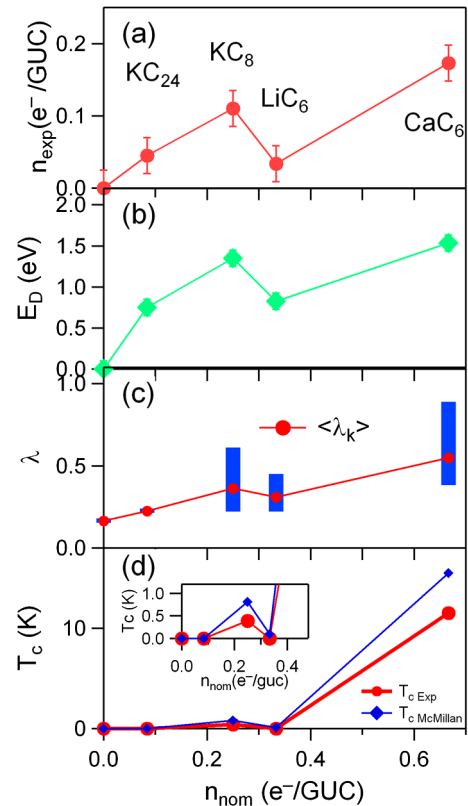 (a)
KC24
KC8
LiC6
CaC6
nexp(e−/GUC)
0.2
0.1
0.0
(b)
ED (eV)
2.0
1.5
1.0
0.5
0.0
(c)
<λk>
λ
1.0
0.5
0.0
(d)
Tc (K)
10
0
Tc (K)
1.0
0.5
0.0
0.0 0.2 0.4
nnom(e−/guc)
Tc Exp
Tc McMillan
0.0 0.2 0.4 0.6
nnom (e−/GUC)